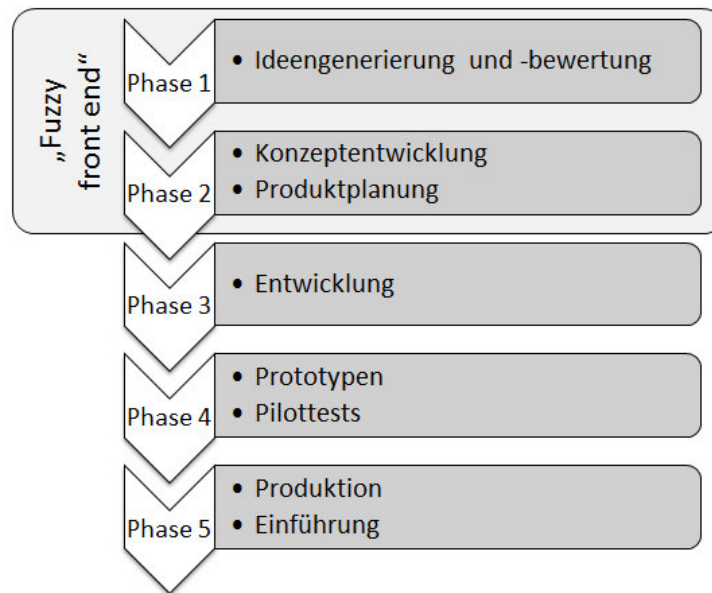 „Fuzzy
front end“
Phase 1
• Ideengenerierung und -bewertung
Phase 2
• Konzeptentwicklung
• Produktplanung
Phase 3
• Entwicklung
Phase 4
• Prototypen
• Pilottests
Phase 5
• Produktion
• Einführung